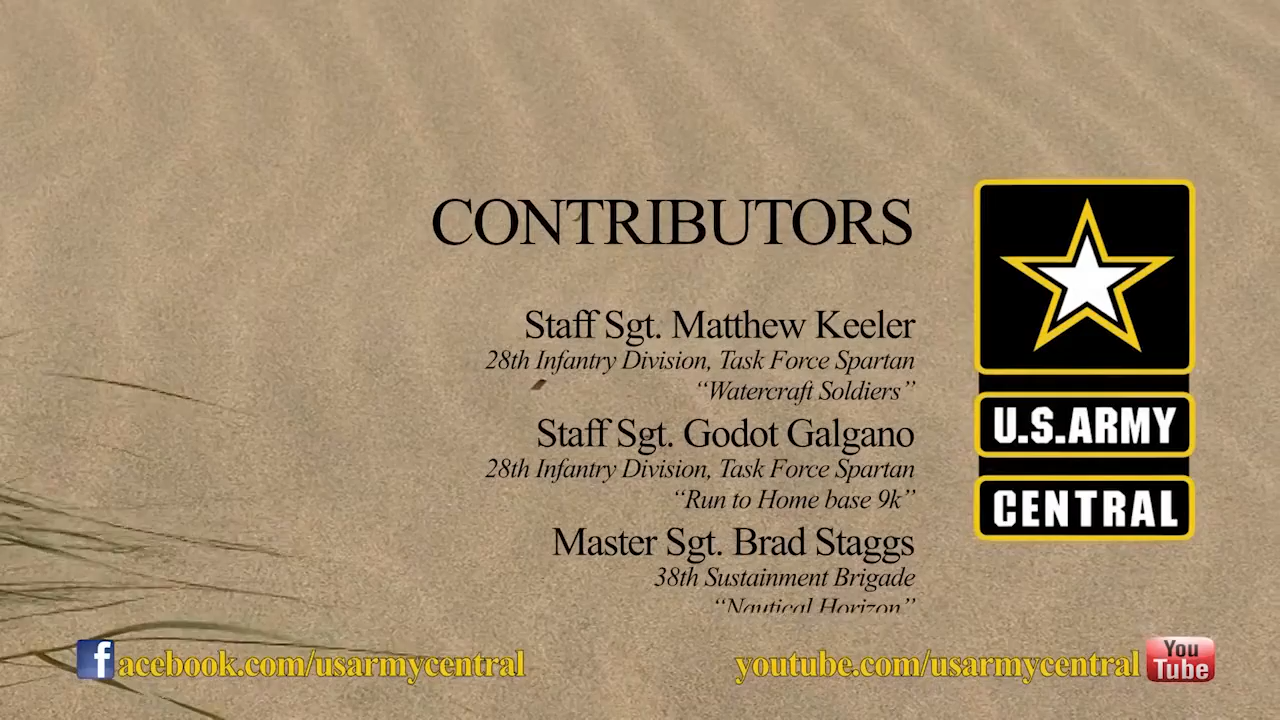 CONTRIBUTORS
Staff Sgt. Matthew Keeler
28th Infantry Division, Task Force Spartan
“Watercraft Soldiers”
Staff Sgt. Godot Galgano
28th Infantry Division, Task Force Spartan
“Run to Home base 9k”
Master Sgt. Brad Staggs
38th Sustainment Brigade
“Nautical Horizon”
U.S.ARMY
CENTRAL
facebook.com/usarmycentral
youtube.com/usarmycentral
You
Tube